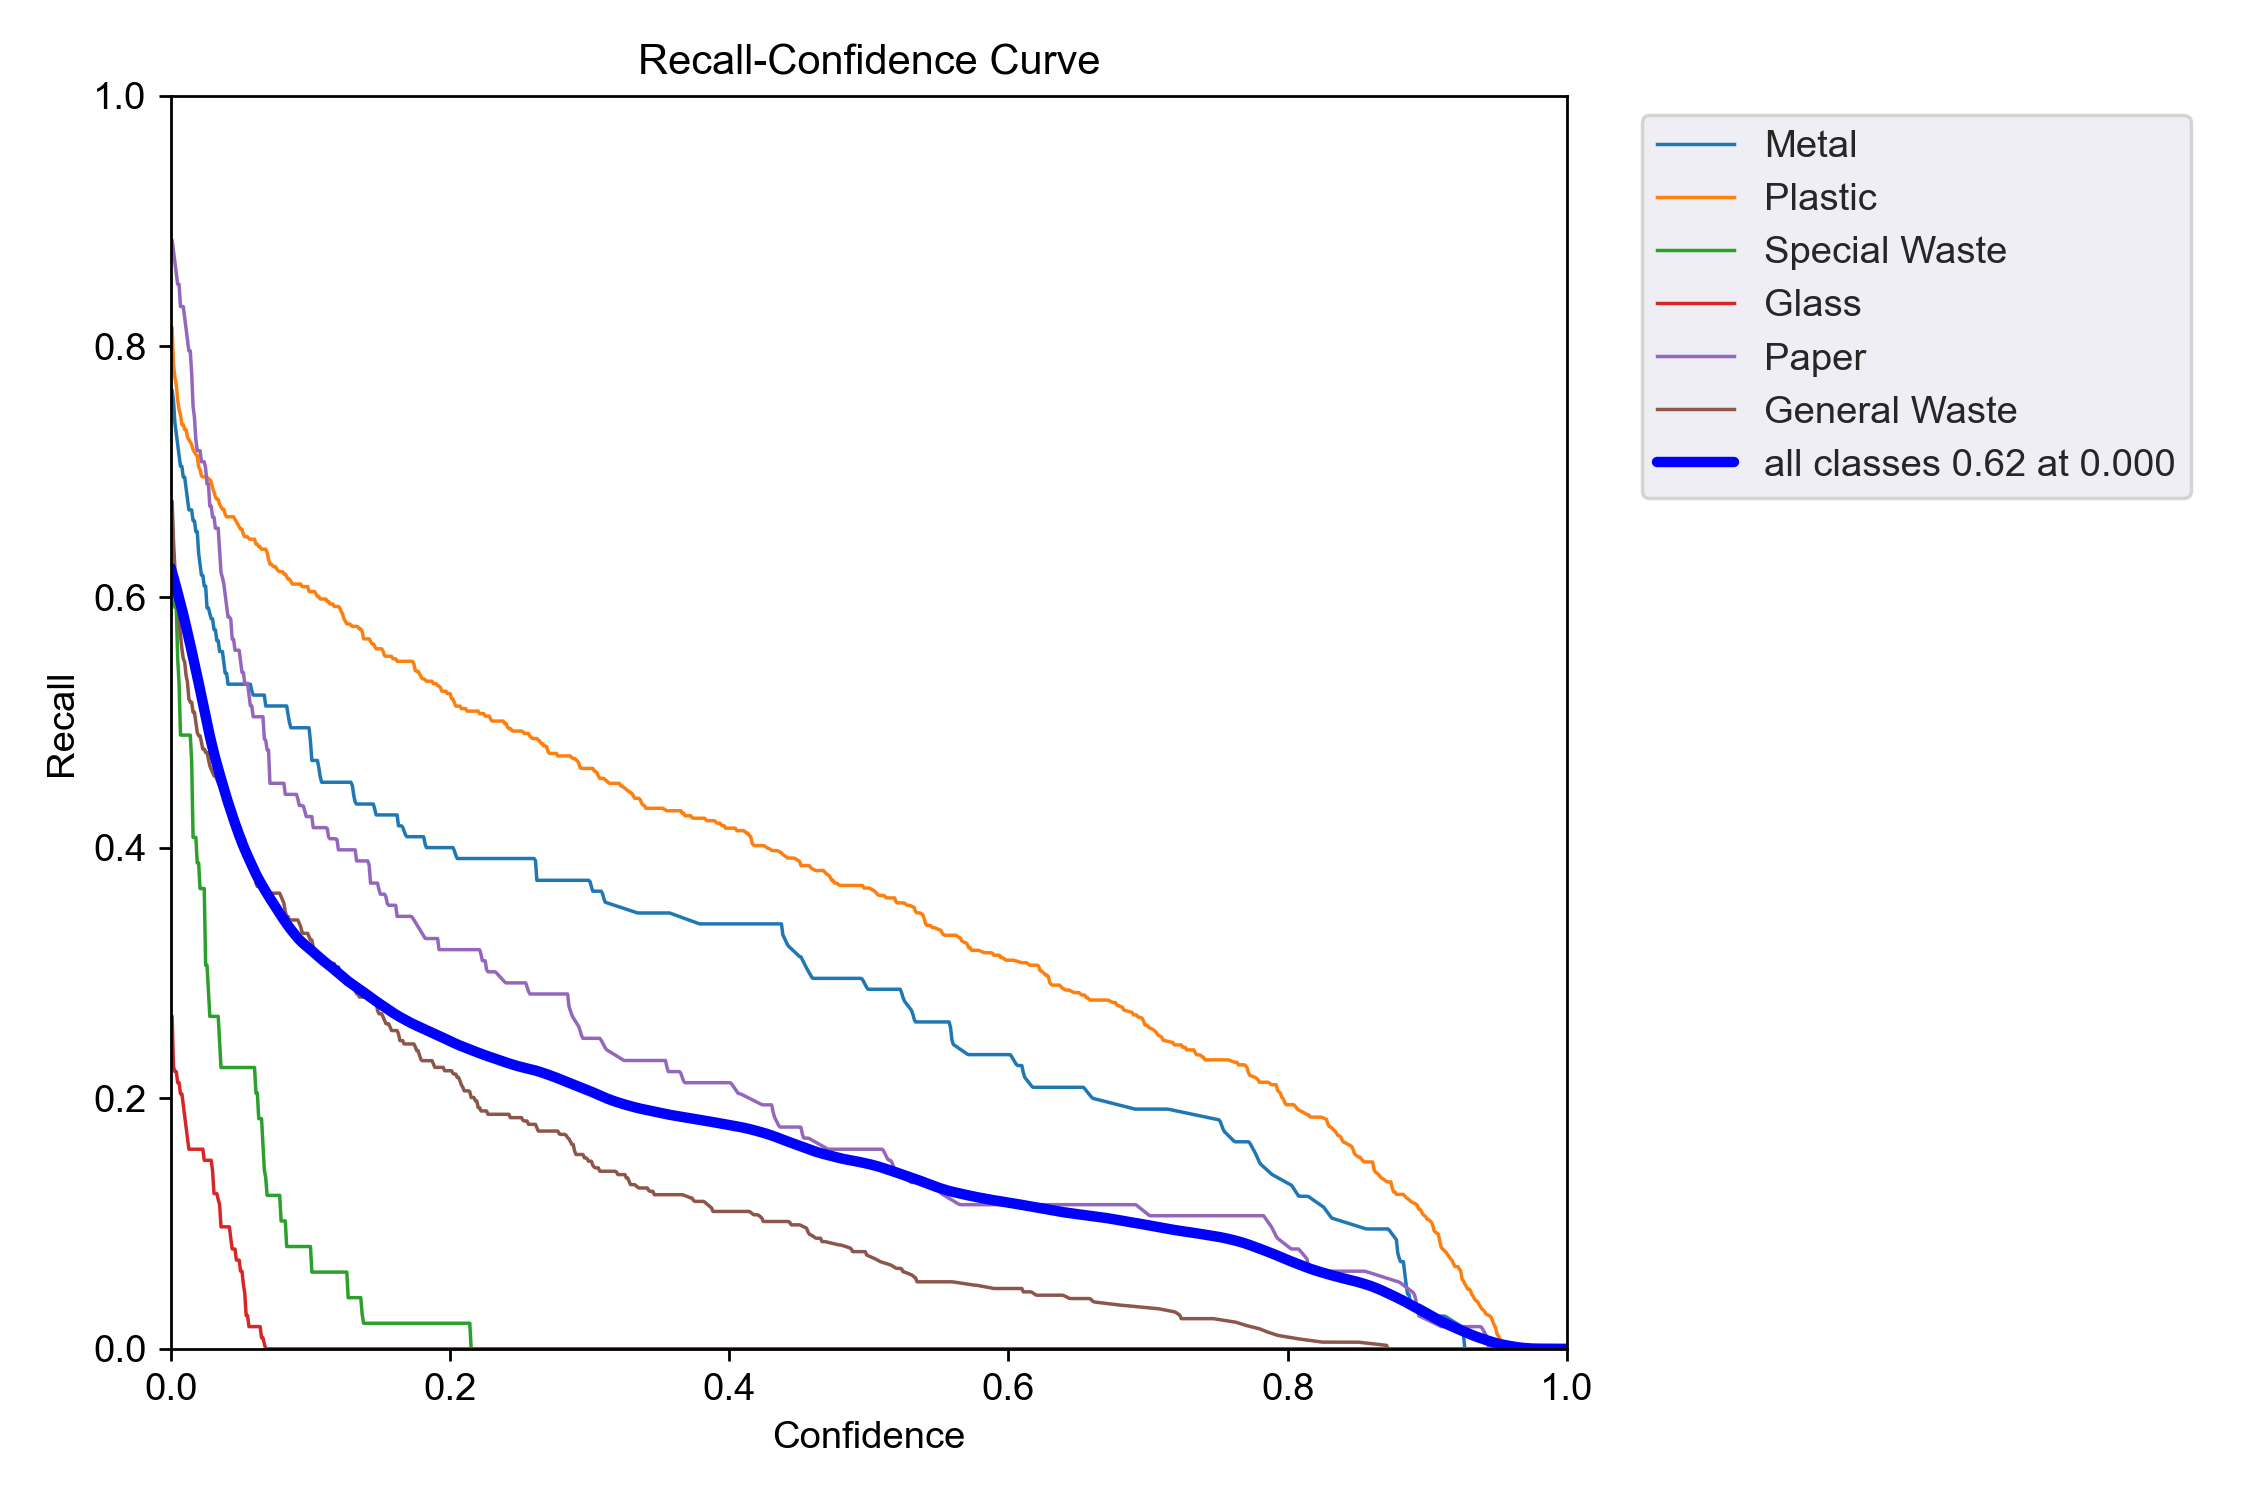 Recall-Confidence Curve
1.0
0.8
0.6
0.4
0.2
0.0
Recall
0.0 0.2 0.4 0.6 0.8 1.0
Confidence
Metal
Plastic
Special Waste
Glass
Paper
General Waste
all classes 0.62 at 0.000